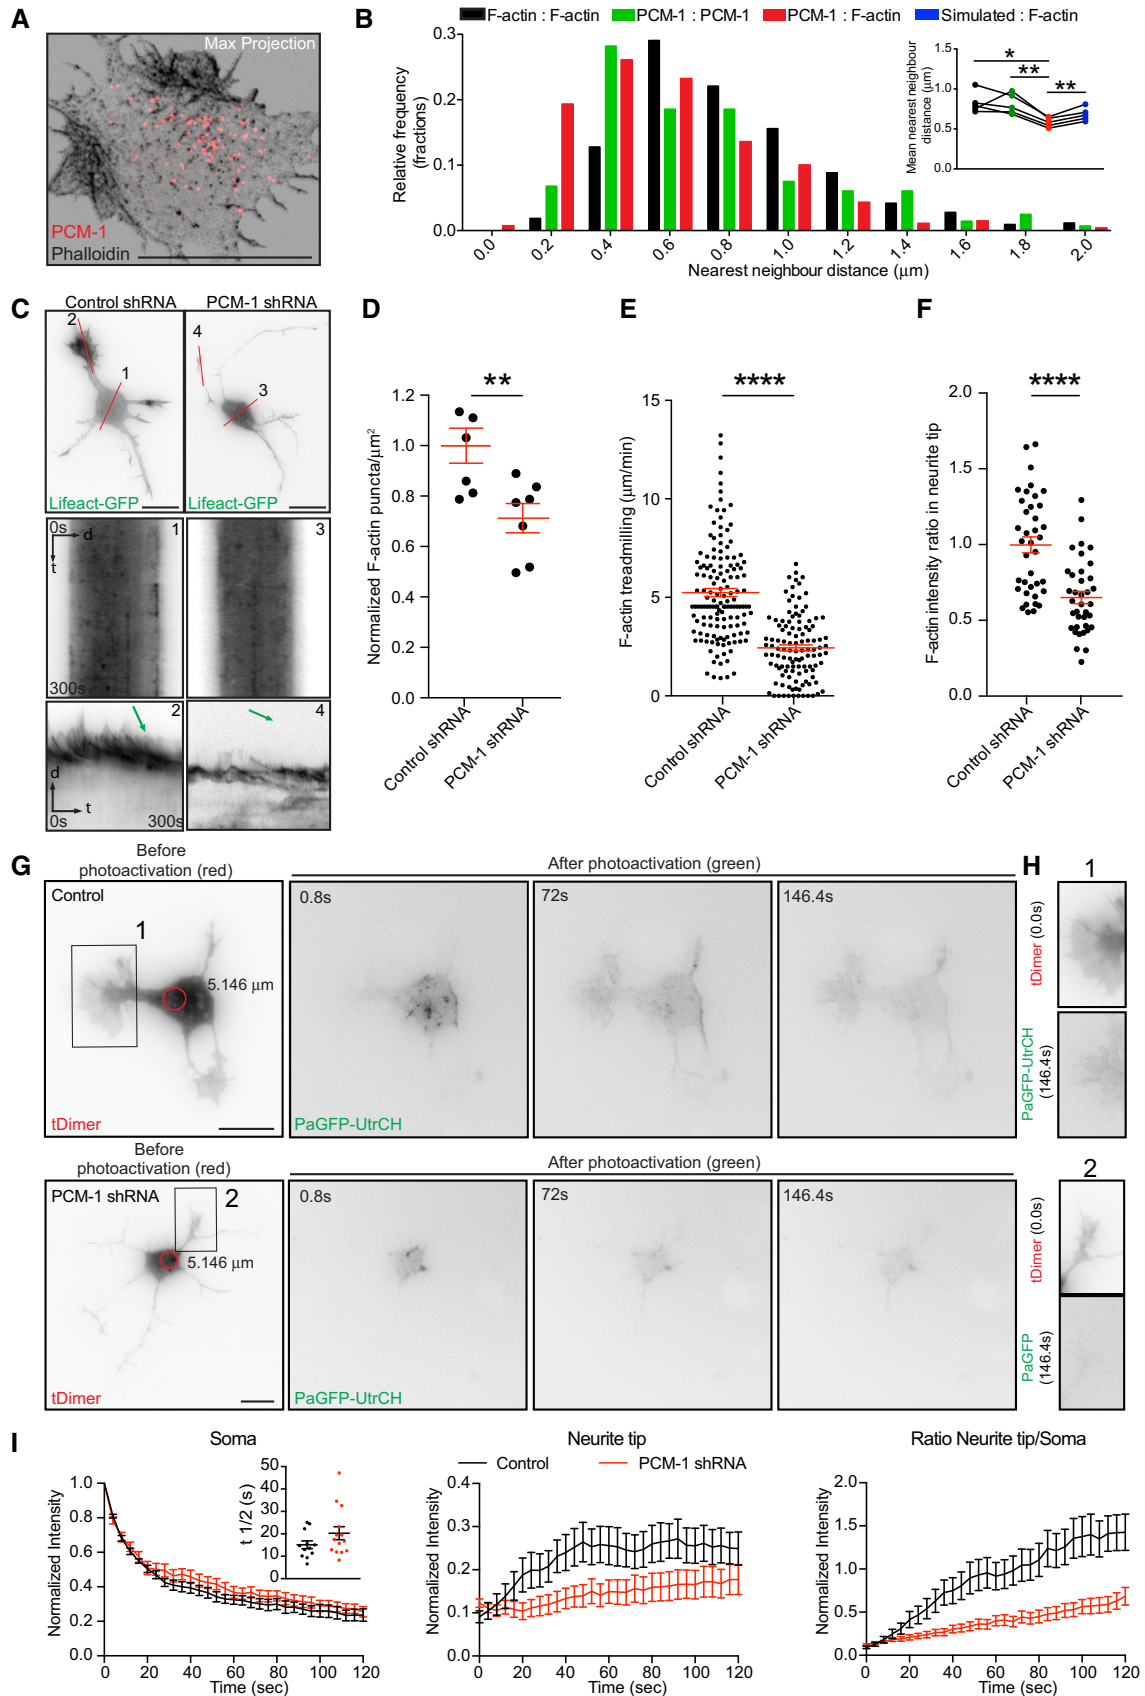 A
Max Projection
PCM-1
Phalloidin
B
F-actin : F-actin
PCM-1 : PCM-1
PCM-1 : F-actin
Simulated : F-actin
Relative frequency
(fractions)
0.3
0.2
0.1
0.0
0.0
0.2
0.4
0.6
0.8
1.0
1.2
1.4
1.6
1.8
2.0
Nearest neighbour distance (μm)
Mean nearest neighbour
distance (μm)
1.5
1.0
0.5
0.0
*
**
**
C
Control shRNA
PCM-1 shRNA
2
1
4
3
Lifeact-GFP
Lifeact-GFP
0s
d
t
1
300s
3
2
4
d
t
0s
300s
D
**
Normalized F-actin puncta/μm²
1.2
1.0
0.8
0.6
0.4
0.2
0.0
Control shRNA
PCM-1 shRNA
E
****
F-actin treadmilling (μm/min)
15
10
5
0
Control shRNA
PCM-1 shRNA
F
****
F-actin intensity ratio in neurite tip
2.0
1.5
1.0
0.5
0.0
Control shRNA
PCM-1 shRNA
G
Before
photoactivation (red)
After photoactivation (green)
Control
1
5.146 μm
tDimer
0.8s
PaGFP-UtrCH
72s
146.4s
Before
photoactivation (red)
After photoactivation (green)
PCM-1 shRNA
2
5.146 μm
tDimer
0.8s
PaGFP-UtrCH
72s
146.4s
H
1
tDimer (0.0s)
PaGFP-UtrCH
(146.4s)
2
tDimer (0.0s)
PaGFP
(146.4s)
I
Soma
Normalized Intensity
1.0
0.8
0.6
0.4
0.2
0.0
0
20
40
60
80
100
120
Time (sec)
t 1/2 (s)
50
40
30
20
10
0
Neurite tip
Control
PCM-1 shRNA
Normalized Intensity
0.4
0.3
0.2
0.1
0.0
0
20
40
60
80
100
120
Time (sec)
Ratio Neurite tip/Soma
Normalized Intensity
2.0
1.5
1.0
0.5
0.0
0
20
40
60
80
100
120
Time (sec)